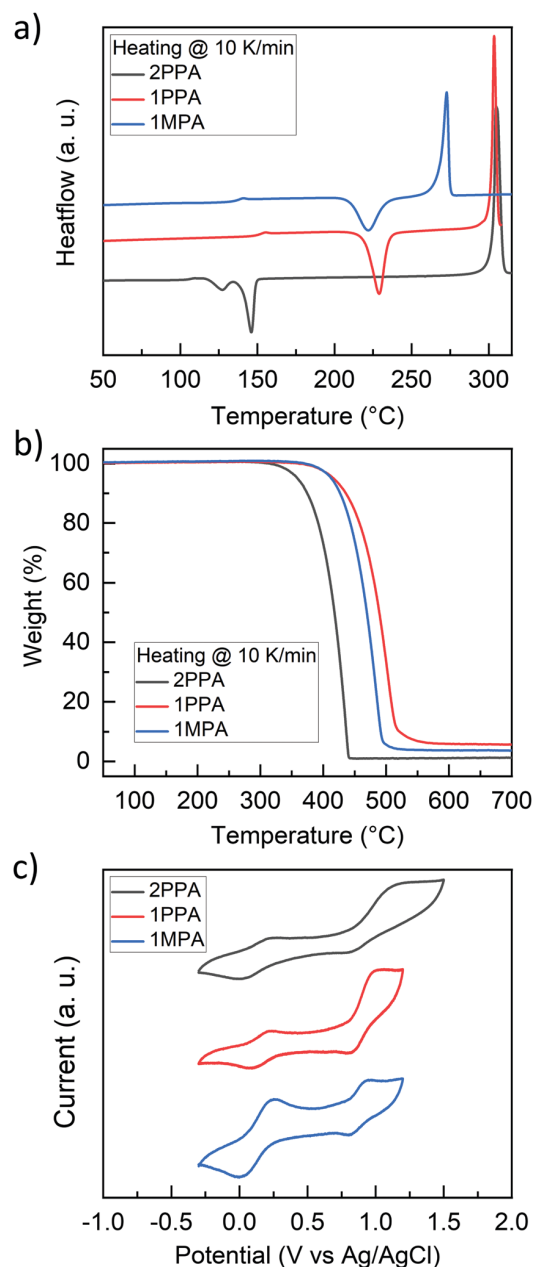 a)
Heatflow (a. u.)
Heating @ 10 K/min
2PPA
1PPA
1MPA
50 100 150 200 250 300
Temperature (°C)
b)
Weight (%)
100
80
60
40
20
0
Heating @ 10 K/min
2PPA
1PPA
1MPA
100 200 300 400 500 600 700
Temperature (°C)
c)
Current (a. u.)
2PPA
1PPA
1MPA
-1.0 -0.5 0.0 0.5 1.0 1.5 2.0
Potential (V vs Ag/AgCl)